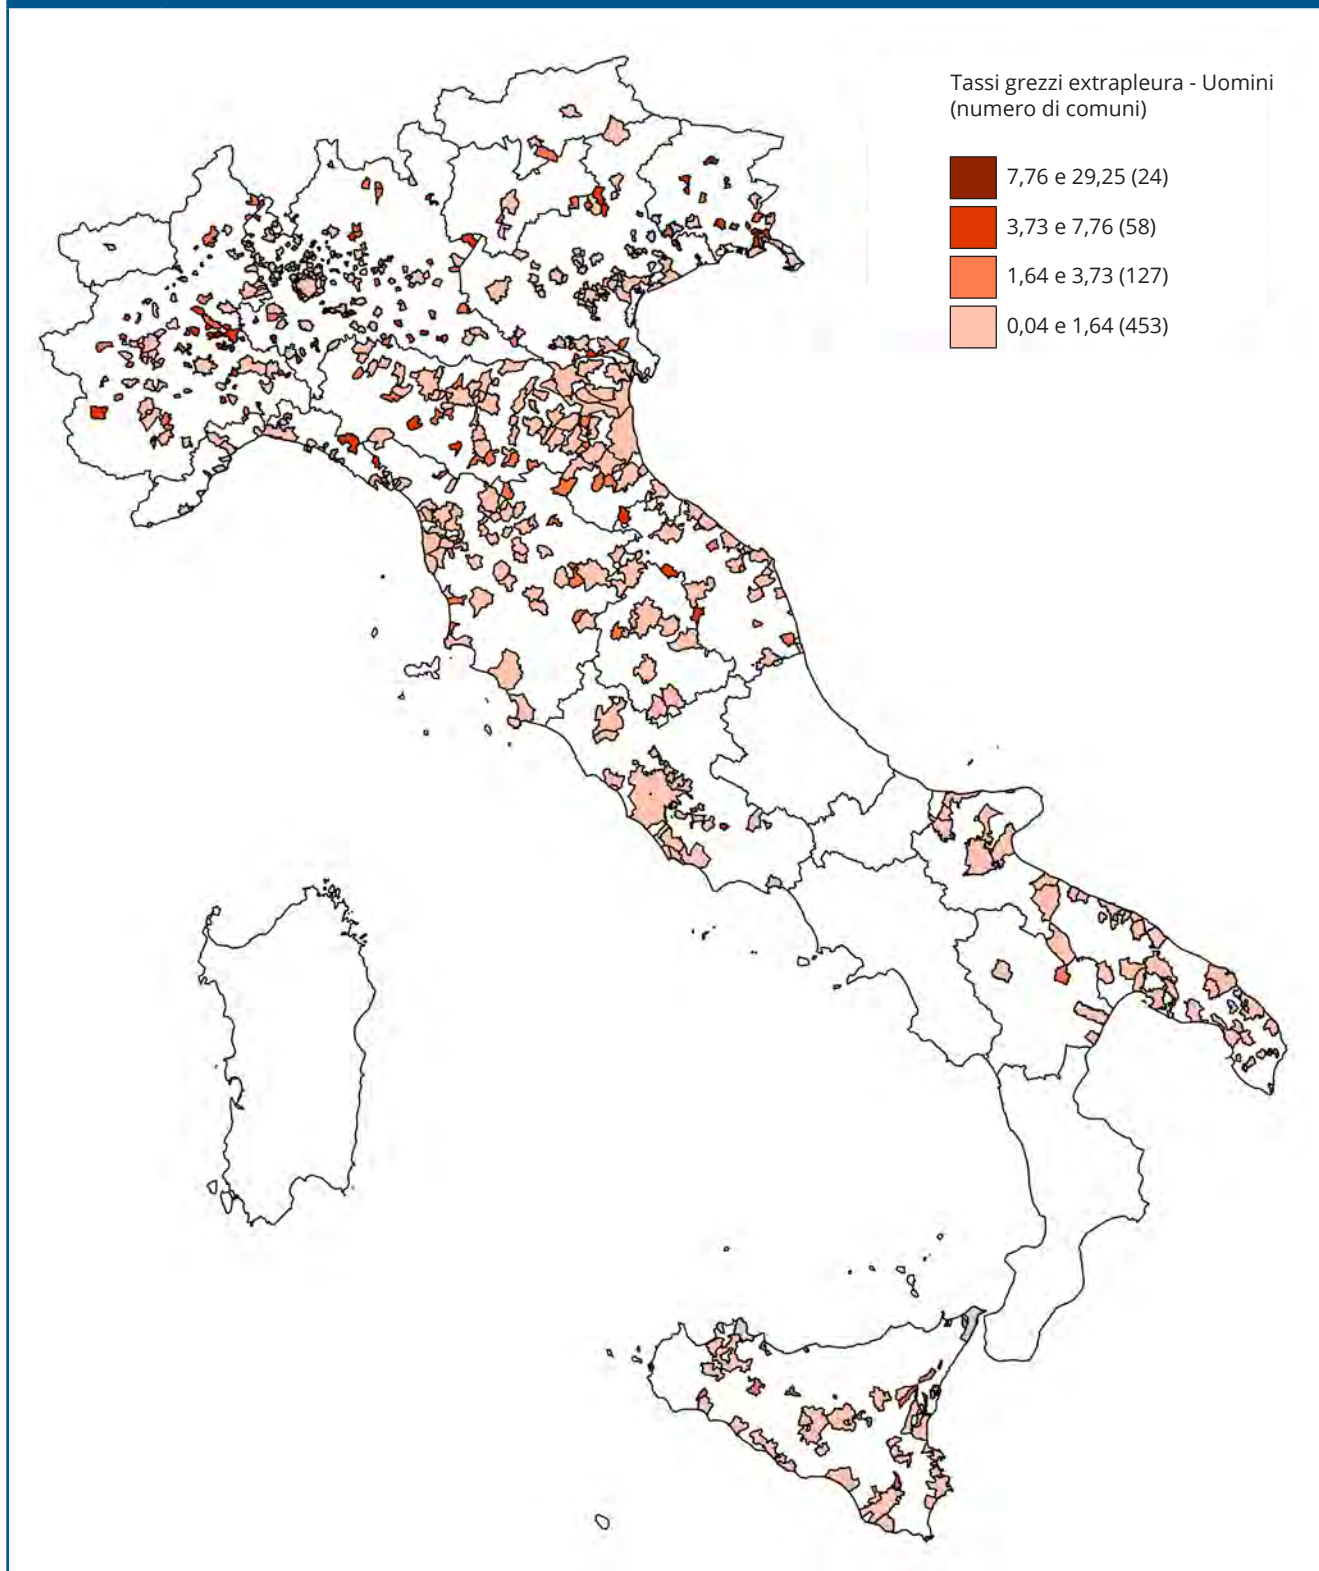 Tassi grezzi extrapleura - Uomini
(numero di comuni)
7,76 e 29,25 (24)
3,73 e 7,76 (58)
1,64 e 3,73 (127)
0,04 e 1,64 (453)